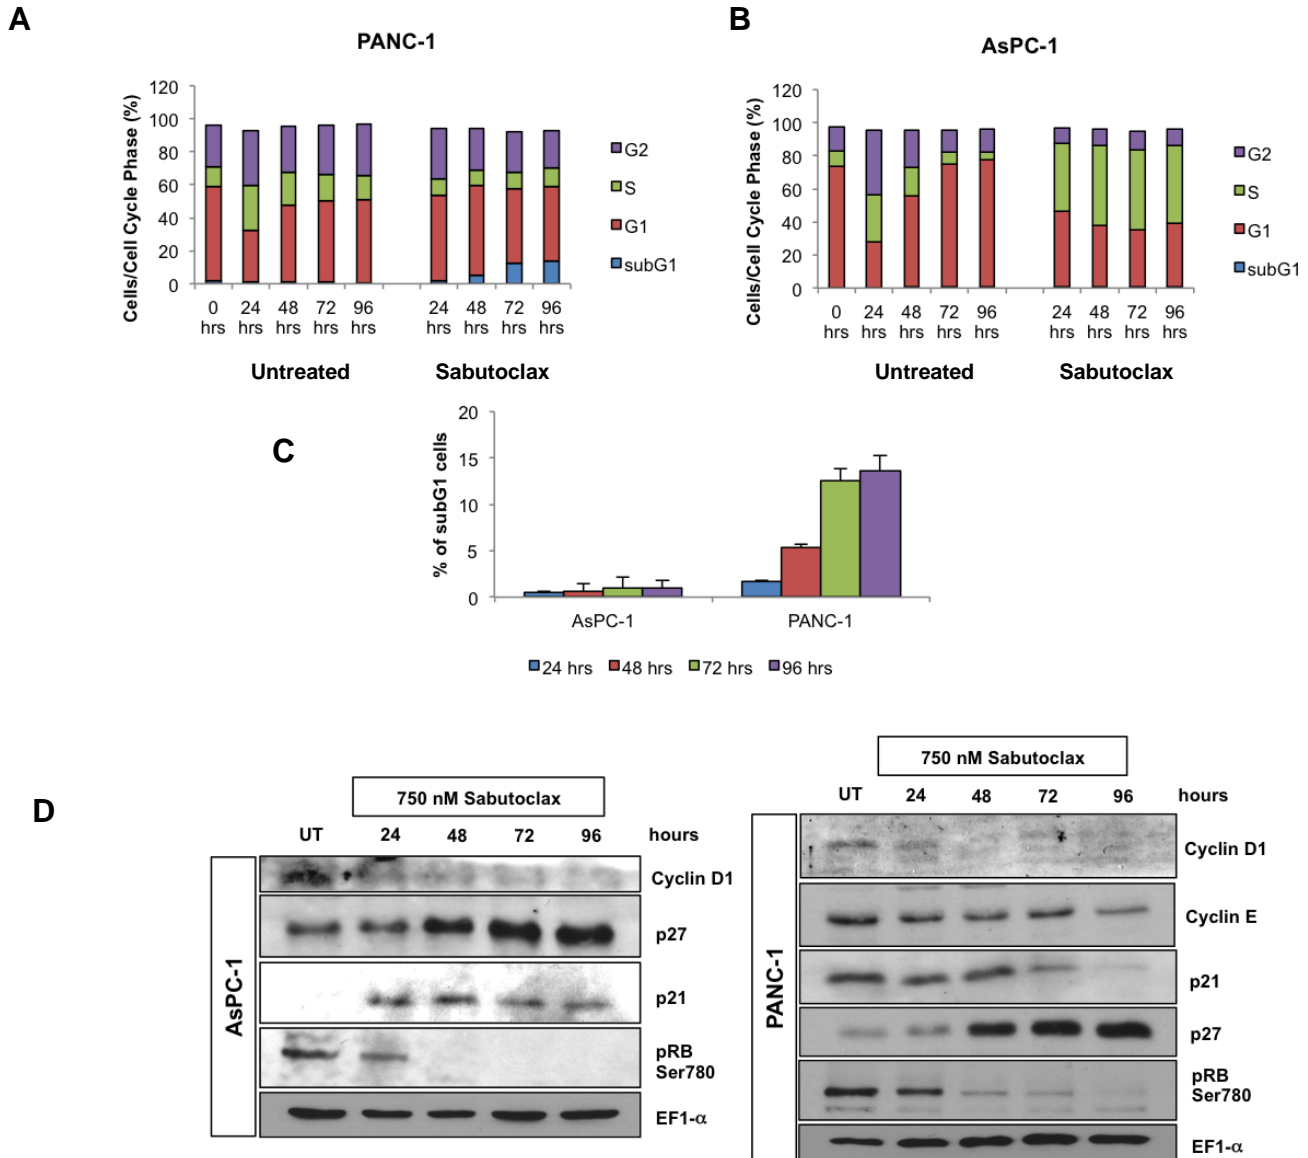 A
PANC-1
Cells/Cell Cycle Phase (%)
120
100
80
60
40
20
0
0 24 48 72 96 24 48 72 96
hrs hrs hrs hrs hrs hrs hrs hrs hrs
Untreated Sabutoclax
G2
S
G1
subG1
B
AsPC-1
Cells/Cell Cycle Phase (%)
120
100
80
60
40
20
0
0 24 48 72 96 24 48 72 96
hrs hrs hrs hrs hrs hrs hrs hrs hrs
Untreated Sabutoclax
G2
S
G1
subG1
C
% of subG1 cells
20
15
10
5
0
AsPC-1 PANC-1
24 hrs 48 hrs 72 hrs 96 hrs
D
750 nM Sabutoclax
UT 24 48 72 96 hours
AsPC-1
Cyclin D1
p27
p21
pRB
Ser780
EF1-α
750 nM Sabutoclax
UT 24 48 72 96 hours
PANC-1
Cyclin D1
Cyclin E
p21
p27
pRB
Ser780
EF1-α